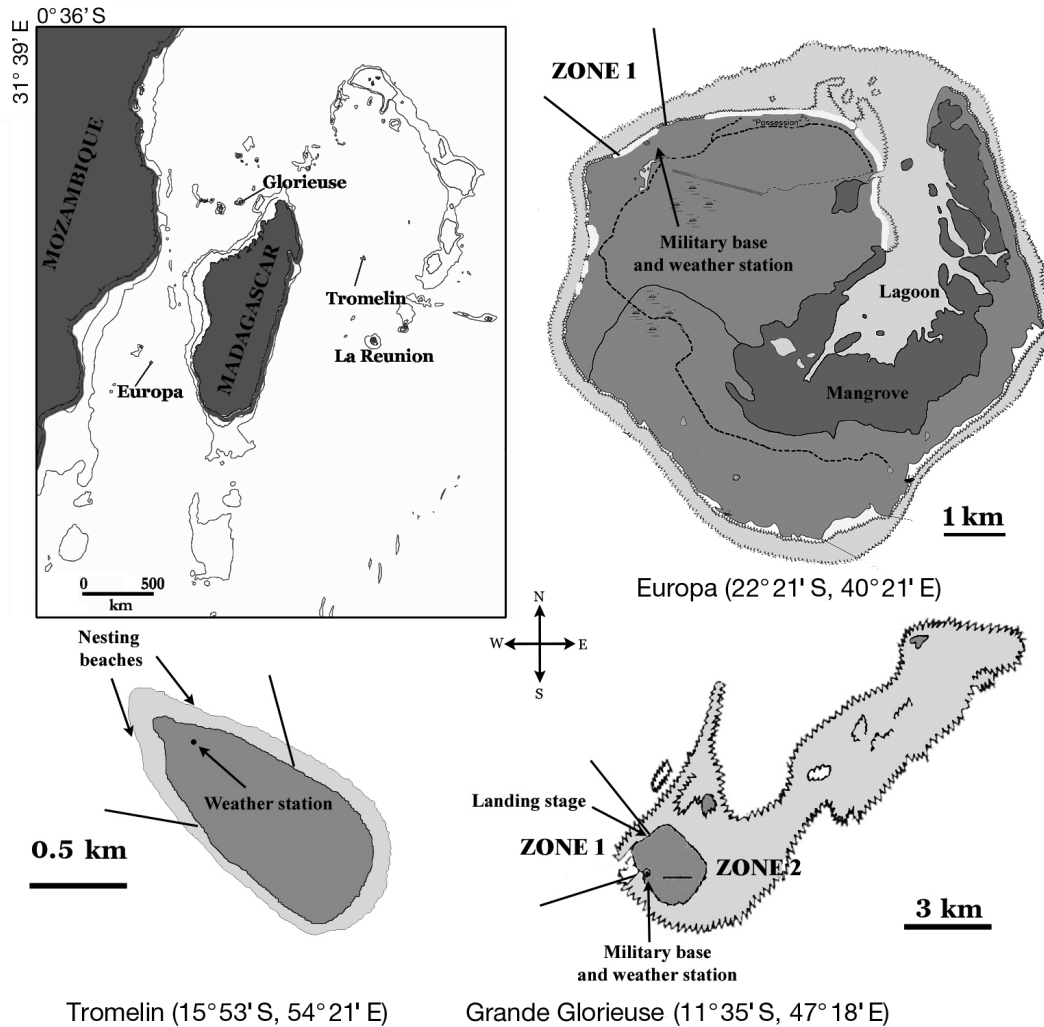 0°36'S
31° 39' E
MOZAMBIQUE
Glorieuse
MADAGASCAR
Tromelin
La Reunion
Europa
0 500
km
ZONE 1
"Possession"
Military base
and weather station
Lagoon
Mangrove
1 km
Europa (22°21'S, 40°21'E)
N
W E
S
Nesting
beaches
Weather station
0.5 km
Tromelin (15°53'S, 54°21'E)
Landing stage
ZONE 1
ZONE 2
3 km
Military base
and weather station
Grande Glorieuse (11°35'S, 47°18'E)